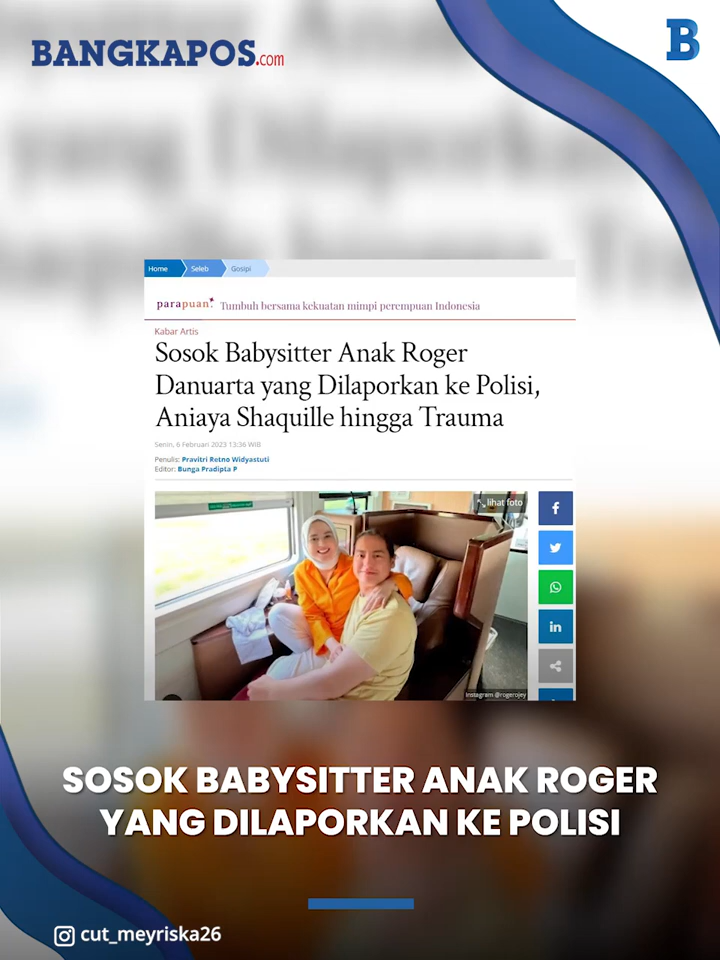 BANGKAPOS.com
B
Home Seleb Gosipi
parapuan. Tumbuh bersama kekuatan mimpi perempuan Indonesia
Kabar Artis
Sosok Babysitter Anak Roger
Danuarta yang Dilaporkan ke Polisi,
Aniaya Shaquille hingga Trauma
Senin, 6 Februari 2023 13:36 WIB
Penulis: Pravitri Retno Widyastuti
Editor: Bunga Pradipta P
lihat foto
Instagram @rogerojey
SOSOK BABYSITTER ANAK ROGER
YANG DILAPORKAN KE POLISI
cut_meyriska26